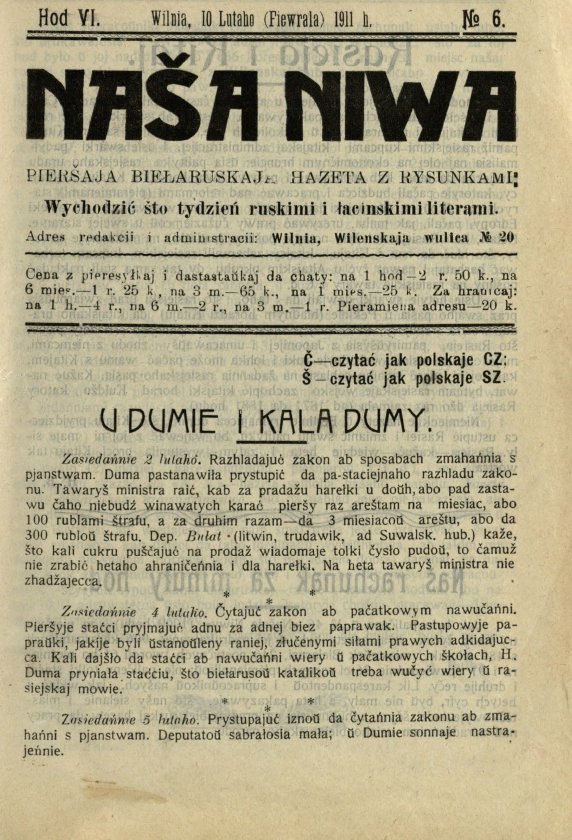 Hod VI. Wilnia, 10 Lutaho (Fiewrala) 1911 h. № 6.
NAŠA NIWA
PIERŠAJA BIEŁARUSKAJA HAZETA Z RYSUNKAMI:
Wychodzić što tydzień ruskimi i łacinskimi literami.
Adres redakcii i administracii: Wilnia, Wilenskaja wulica № 20
Cena z pieresyłkaj i dastastaŭkaj da chaty: na 1 hod—2 r. 50 k., na
6 mies.—1 r. 25 k, na 3 m.—65 k., na 1 mies.—25 k. Za hranicaj:
na 1 h.—4 r., na 6 m.—2 r., na 3 m.—1 r. Pieramiena adresu—20 k.
Č—czytać jak polskaje CZ;
Š—czytać jak polskaje SZ.
U DUMIE I KALA DUMY.
Zasiedańnie 2 lutahó. Razhladajuć zakon ab sposabach zmahańnia s
pjanstwam. Duma pastanawiła prystupić da pa-staciejnaho razhladu zako-
nu. Tawaryš ministra raić, kab za pradažu harełki u doŭh, abo pad zasta-
wu čaho niebudź winawatych karać pieršy raz areštam na miesiac, abo
100 rublami štrafu, a za druhim razam—da 3 miesiacoŭ areštu, abo da
300 rubloŭ štrafu. Dep. Bułat (litwin, trudawik, ad Suwalsk. hub.) kaže,
što kali cukru puščajuć na prodaž wiadomaje tolki čysło pudoŭ, to čamuž
nie zrabić hetaho ahraničeńnia i dla harełki. Na heta tawaryš ministra nie
zhadžajecca.
* * *
Zasiedańnie 4 lutaho. Čytajuć zakon ab pačatkowym nawučańni.
Pieršyje staćci pryjmajuć adnu za adnej biez paprawak. Pastupowyje pa-
praŭki, jakije byli ŭstanoŭleny raniej, złučenymi siłami prawych adkidajuc-
ca. Kali dajšło da staćci ab nawučańni wiery ŭ pačatkowych škołach, H.
Duma pryniała staćciu, što biełarusoŭ katalikoŭ treba wučyć wiery ŭ ra-
siejskaj mowie.
* * *
Zasiedańnie 5 lutaho. Prystupajuć iznoŭ da čytańnia zakonu ab zma-
hańni s pjanstwam. Deputatoŭ sabrałosia mała; ŭ Dumie sonnaje nastra-
jeńnie.